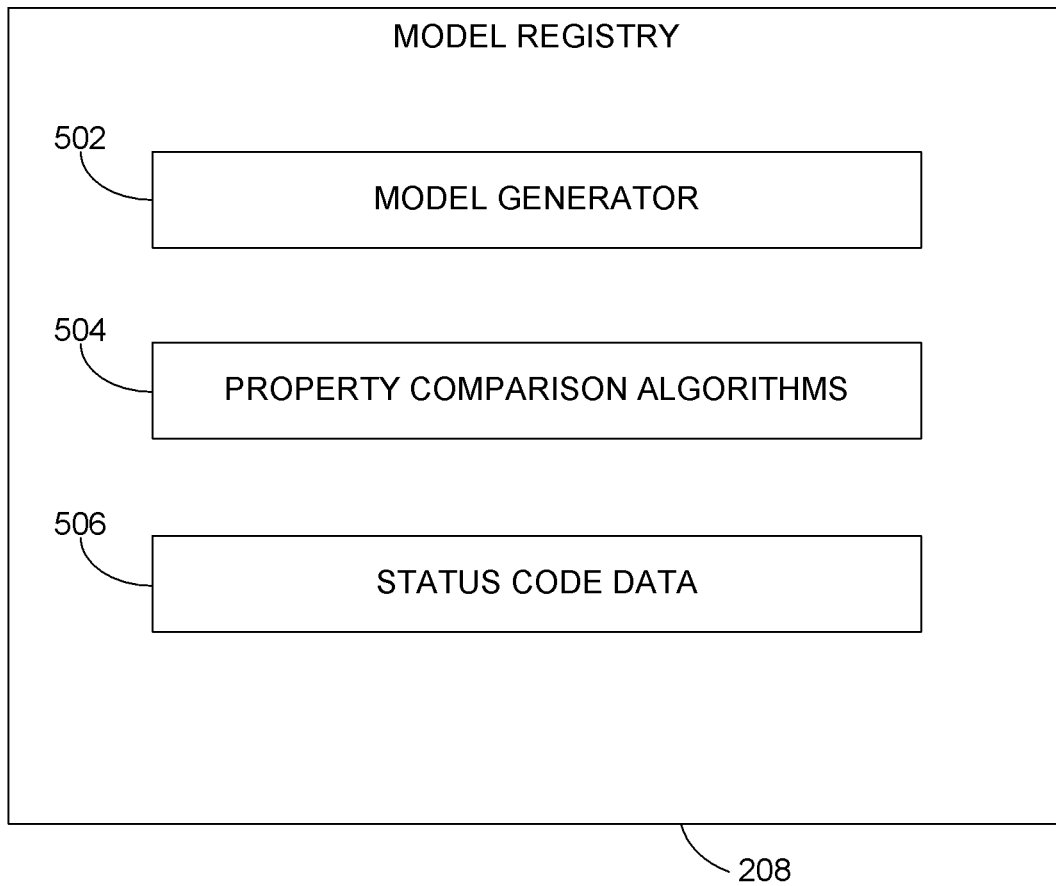 MODEL REGISTRY
502
MODEL GENERATOR
504
PROPERTY COMPARISON ALGORITHMS
506
STATUS CODE DATA
208